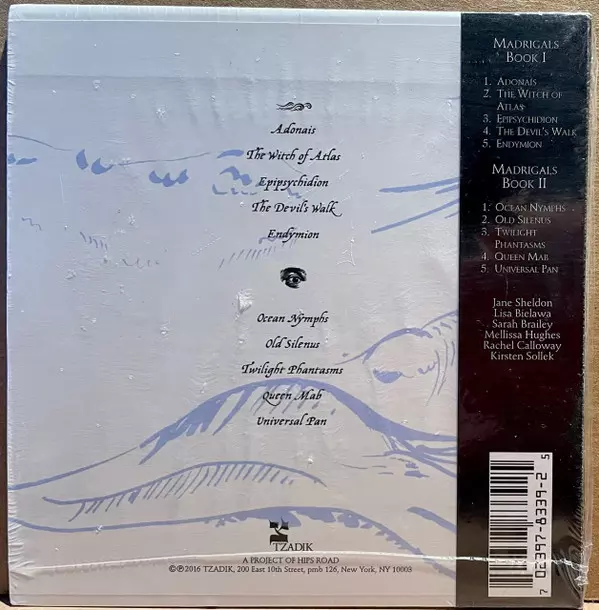 Adonais
The Witch of Atlas
Epipsychidion
The Devil's Walk
Endymion
Ocean Nymphs
Old Silenus
Twilight Phantasms
Queen Mab
Universal Pan
TZADIK
A PROJECT OF HIPS ROAD
©℗2016 TZADIK, 200 East 10th Street, pmb 126, New York, NY 10003
MADRIGALS
BOOK I
1. ADONAIS
2. THE WITCH OF
ATLAS
3. EPIPSYCHIDION
4. THE DEVIL'S WALK
5. ENDYMION
MADRIGALS
BOOK II
1. OCEAN NYMPHS
2. OLD SILENUS
3. TWILIGHT
PHANTASMS
4. QUEEN MAB
5. UNIVERSAL PAN
Jane Sheldon
Lisa Bielawa
Sarah Brailey
Mellissa Hughes
Rachel Calloway
Kirsten Sollek
7 02397-8339-2 5